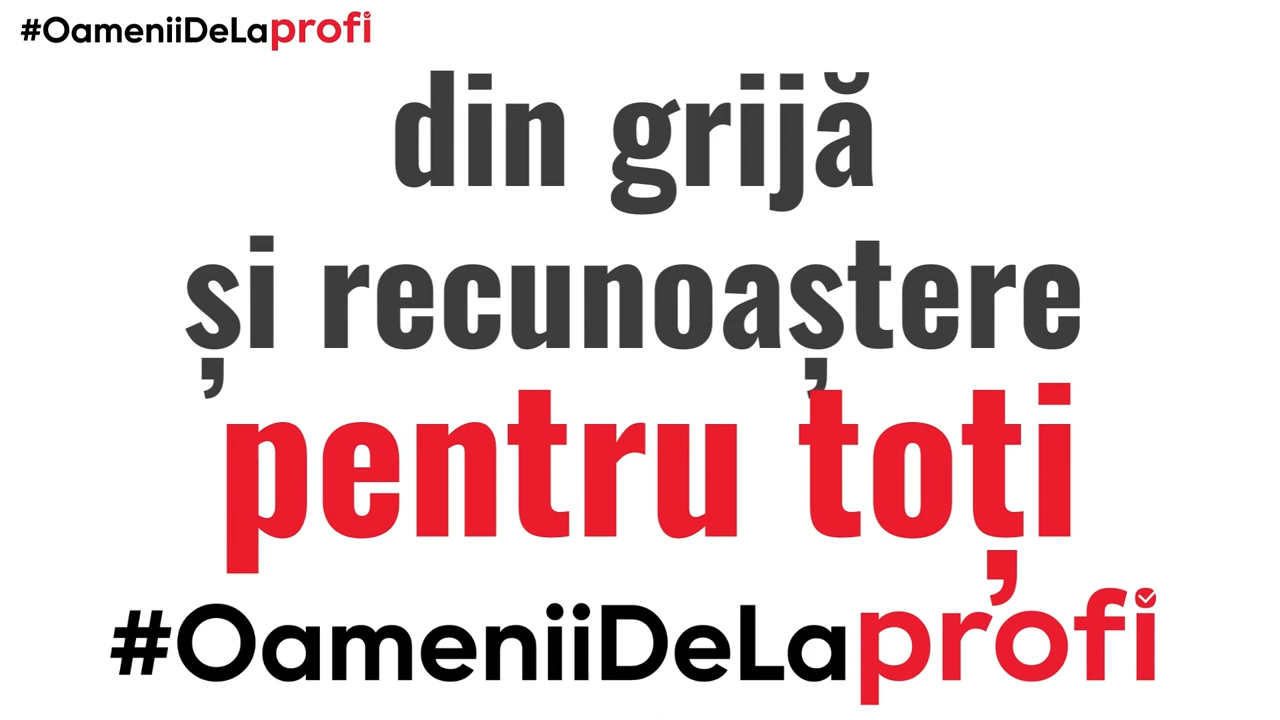 #OameniiDeLaprofi
din grijă
și recunoaștere
pentru toți
#OameniiDeLaprofi